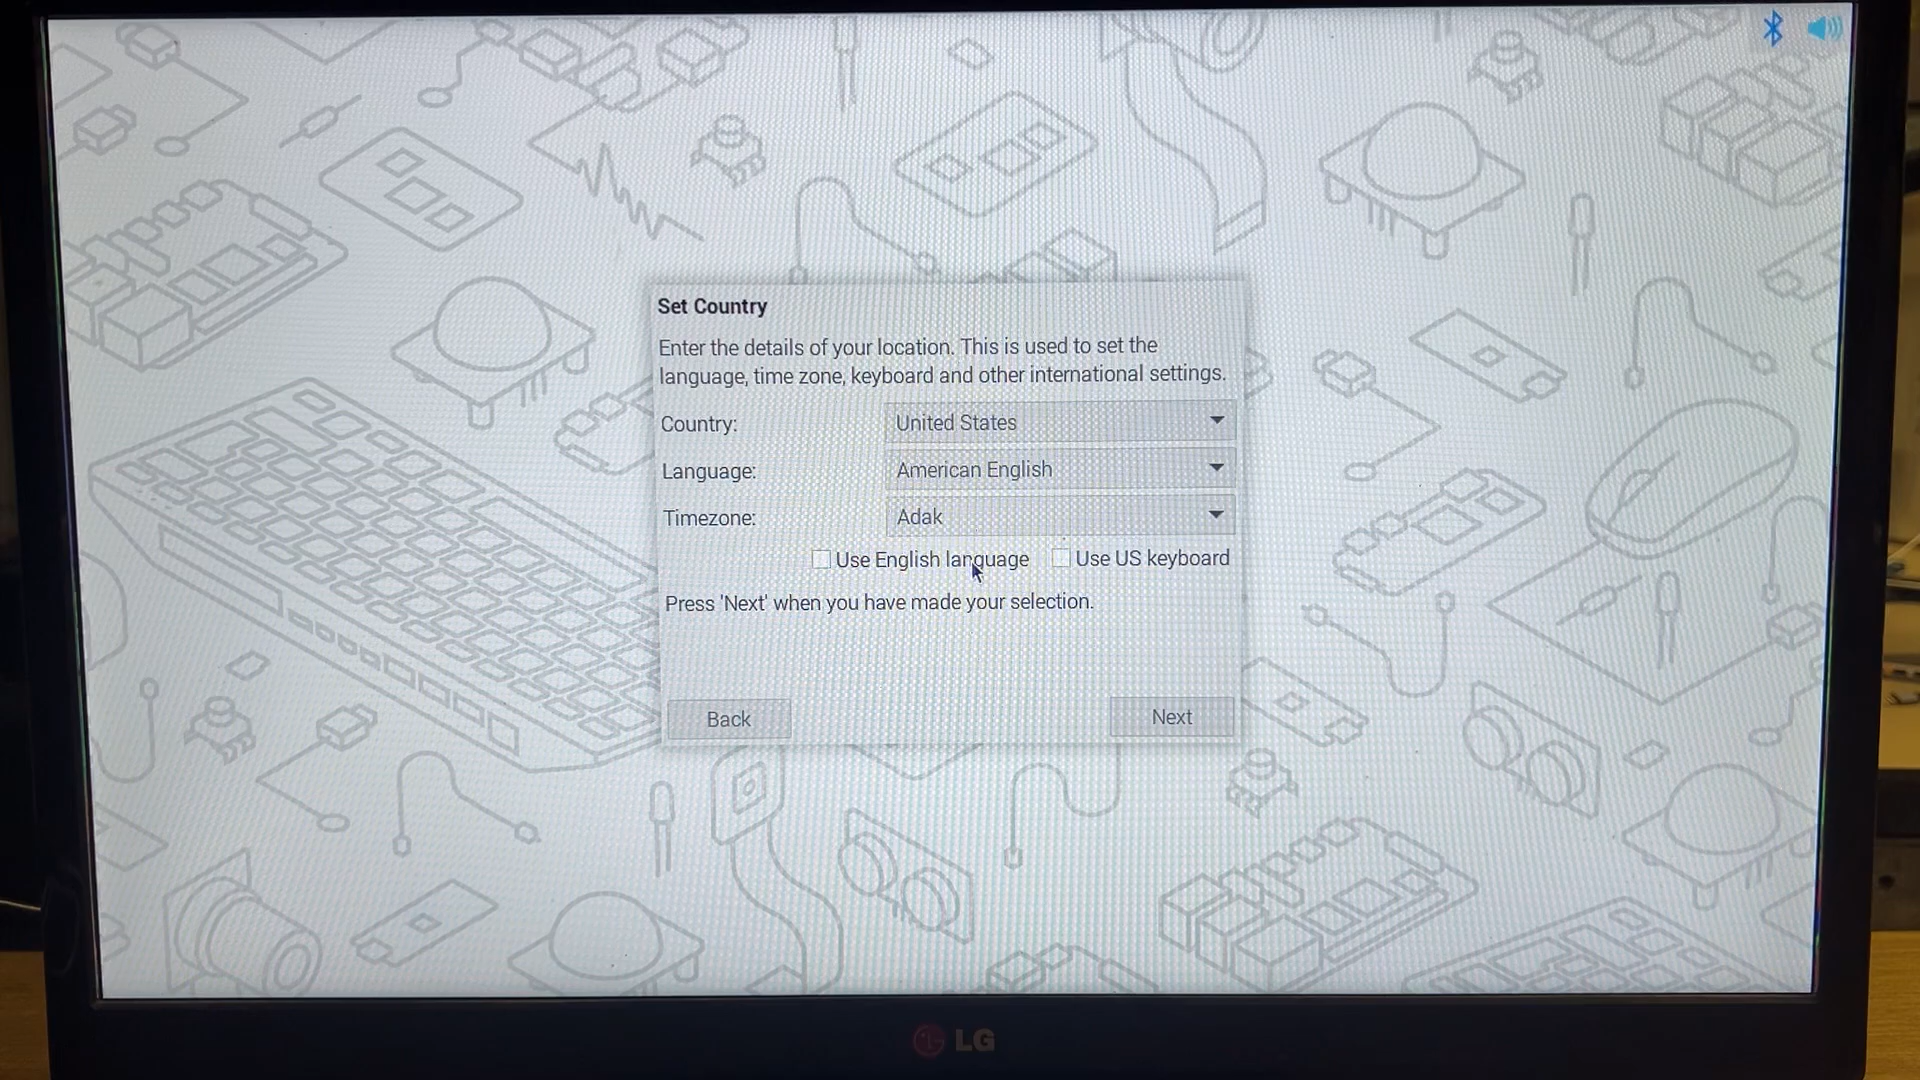 Set Country
Enter the details of your location. This is used to set the
language, time zone, keyboard and other international settings.
Country: United States
Language: American English
Timezone: Adak
Use English language Use US keyboard
Press 'Next' when you have made your selection.
Back Next
LG